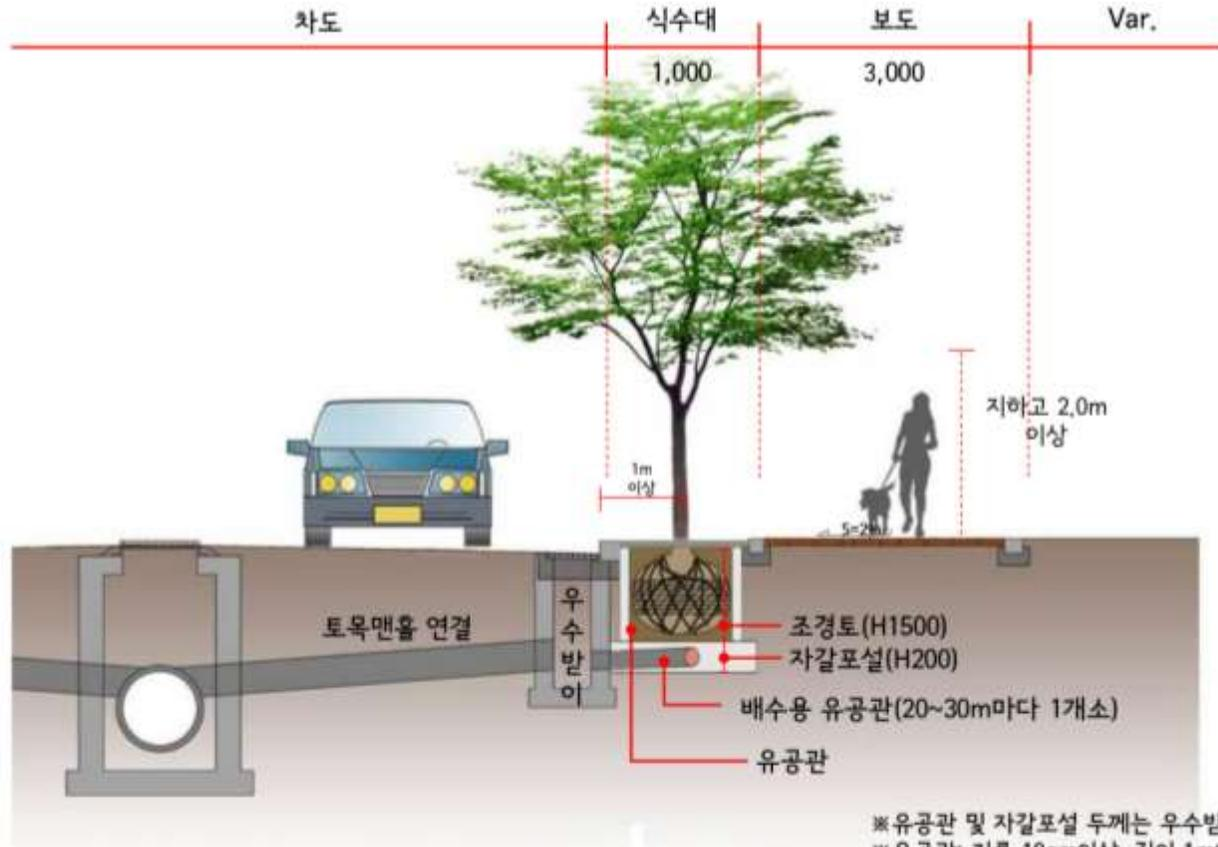 차도
식수대
보도
Var.
1,000
3,000
지하고 2.0m
이상
1m
이상
우수받이
토목맨홀 연결
조경토(H1500)
자갈포설(H200)
배수용 유공관(20~30m마다 1개소)
유공관
※유공관 및 자갈포설 두께는 우수받